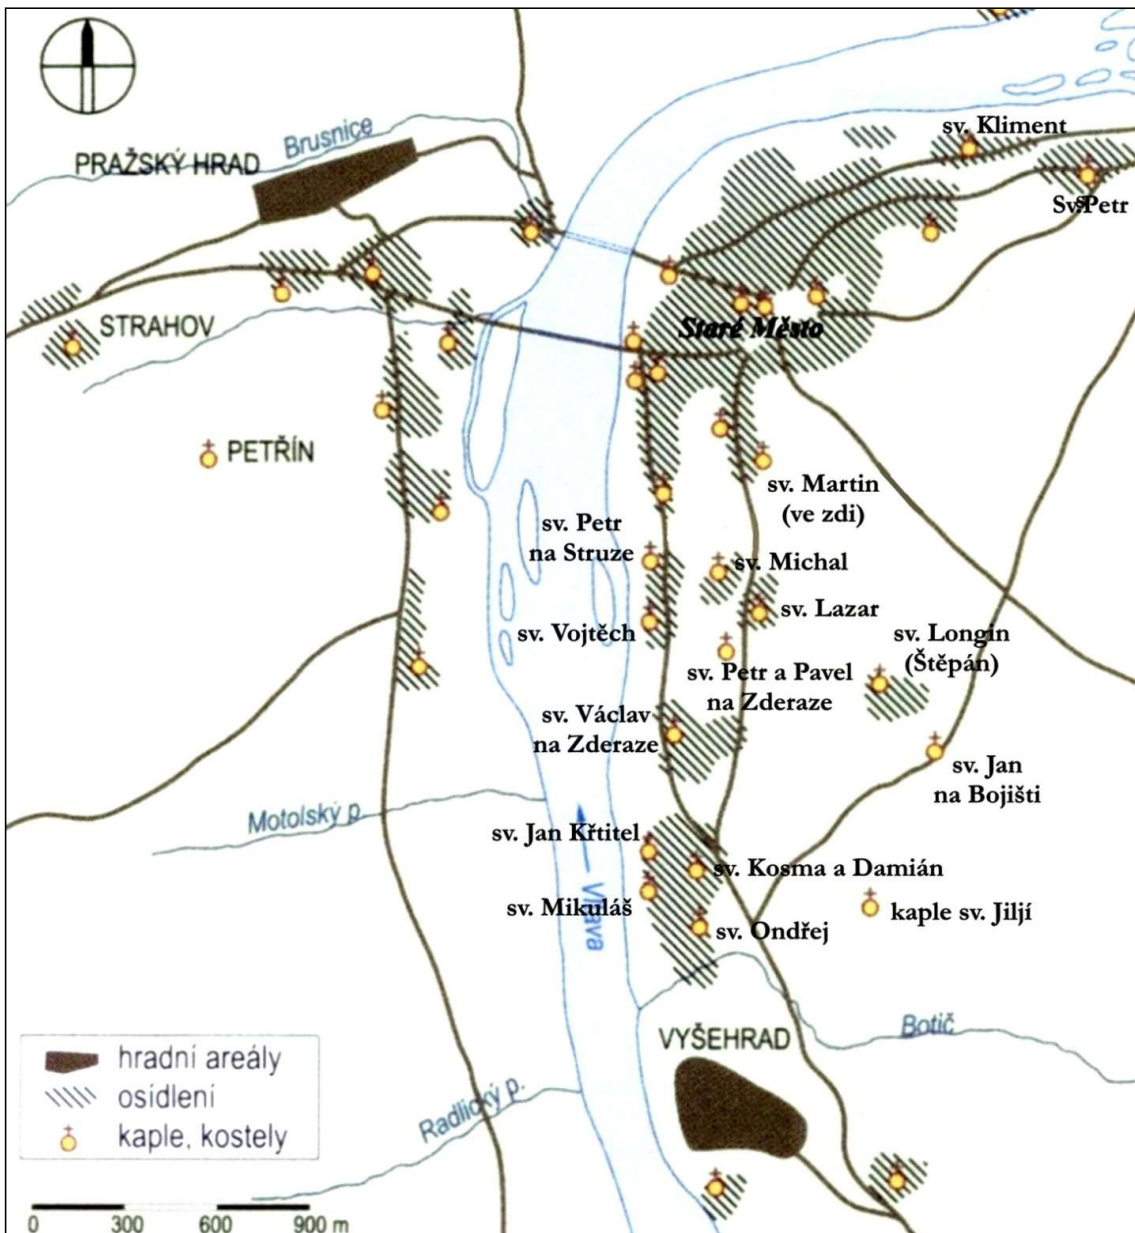 Brusnice
PRAŽSKÝ HRAD
sv. Kliment
Sv.Petr
STRAHOV
Staré Město
PETŘÍN
sv. Martin
(ve zdi)
sv. Petr
na Struze
sv. Michal
sv. Lazar
sv. Vojtěch
sv. Longin
(Štěpán)
sv. Petr a Pavel
na Zderaze
sv. Václav
na Zderaze
sv. Jan
na Bojišti
Motolský p.
sv. Jan Křtitel
sv. Kosma a Damián
sv. Mikuláš
kaple sv. Jiljí
Vltava
sv. Ondřej
Botič
VYŠEHRAD
hradní areály
osídlení
kaple, kostely
Radlický p.
0 300 600 900 m